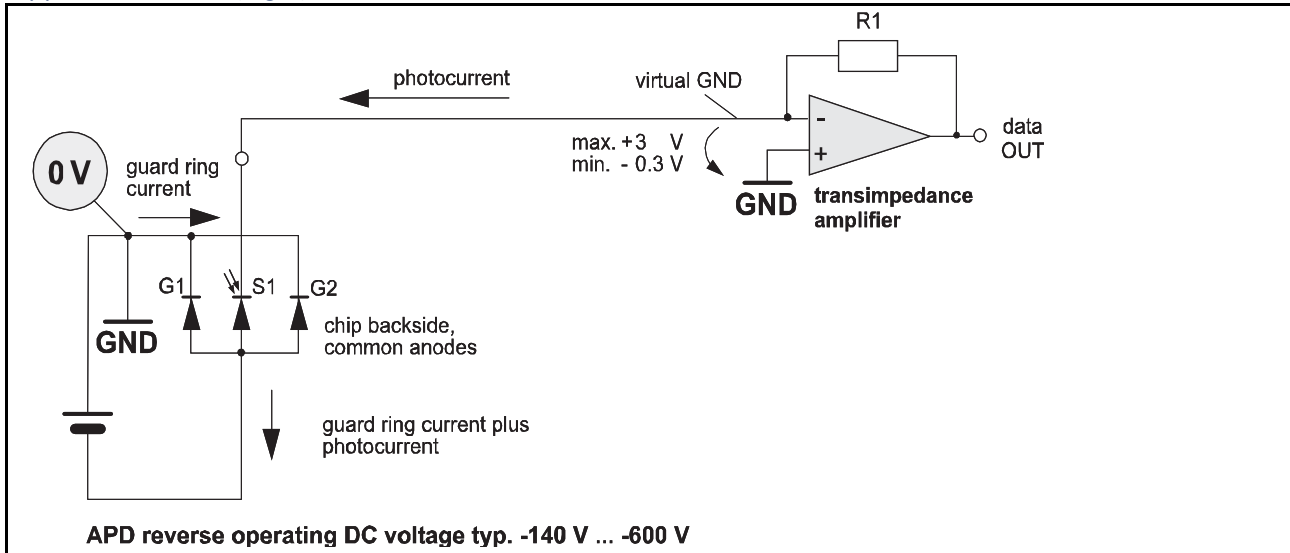 R1
photocurrent
virtual GND
max. +3 V
min. - 0.3 V
-
+
data
OUT
GND
transimpedance
amplifier
0 V
guard ring
current
G1
S1
G2
GND
chip backside,
common anodes
guard ring current plus
photocurrent
APD reverse operating DC voltage typ. -140 V ... -600 V